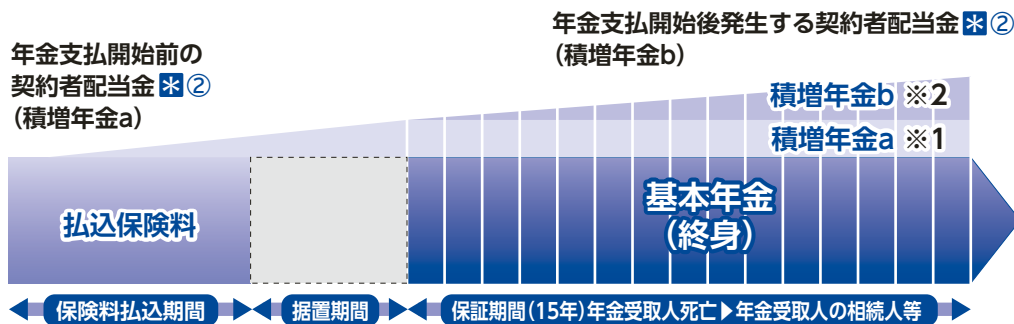 年金支払開始前の
契約者配当金*②
(積増年金a)
年金支払開始後発生する契約者配当金*②
(積増年金b)
積増年金b ※2
積増年金a ※1
払込保険料
基本年金
(終身)
保険料払込期間
据置期間
保証期間(15年)年金受取人死亡▶年金受取人の相続人等